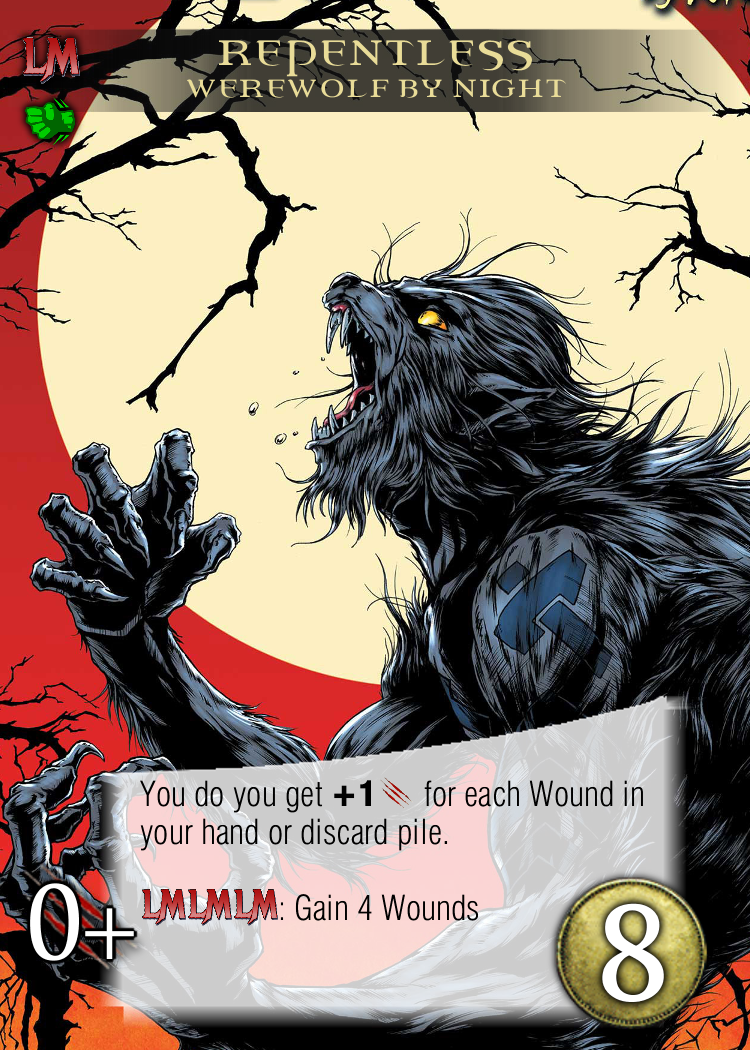 LM
REPENTLESS
WEREWOLF BY NIGHT
You do you get +1 for each Wound in
your hand or discard pile.
LMLMLM: Gain 4 Wounds
0+
8